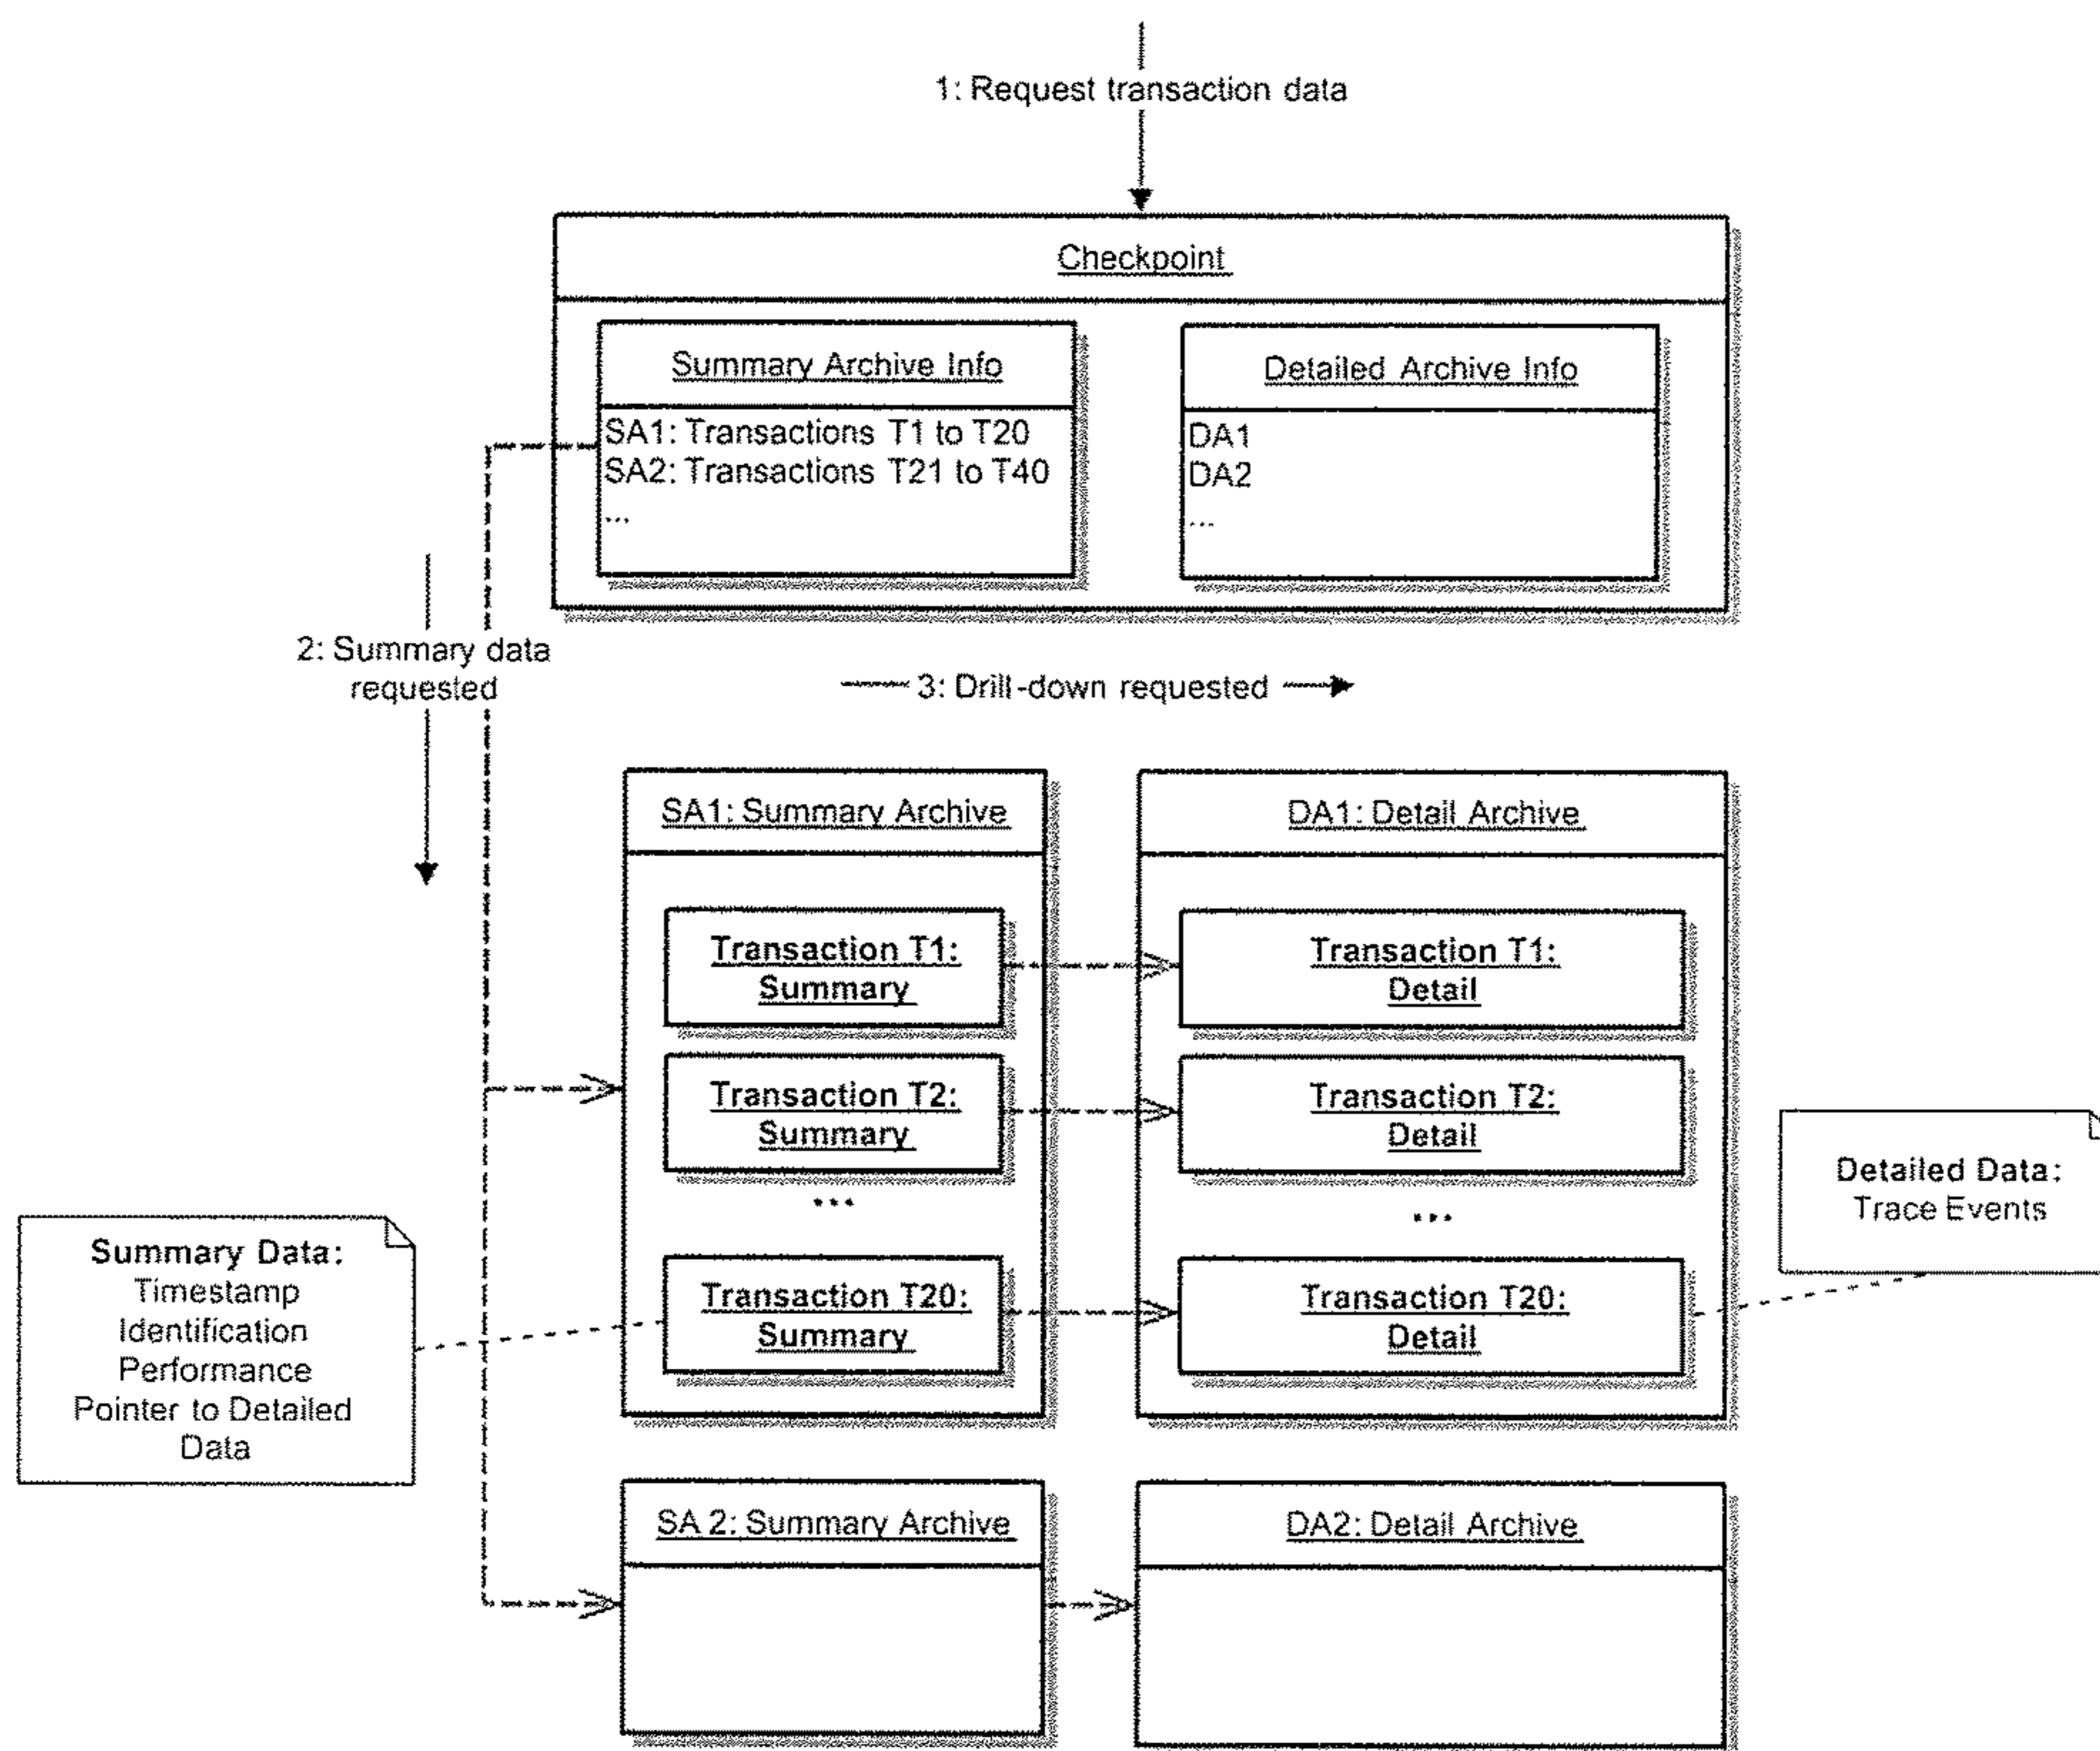 1: Request transaction data
Checkpoint
Summary Archive Info
SA1: Transactions T1 to T20
SA2: Transactions T21 to T40
...
Detailed Archive Info
DA1
DA2
...
2: Summary data
requested
3: Drill-down requested
SA1: Summary Archive
DA1: Detail Archive
Transaction T1:
Summary
Transaction T1:
Detail
Transaction T2:
Summary
Transaction T2:
Detail
...
...
Transaction T20:
Summary
Transaction T20:
Detail
Summary Data:
Timestamp
Identification
Performance
Pointer to Detailed
Data
Detailed Data:
Trace Events
SA 2: Summary Archive
DA2: Detail Archive